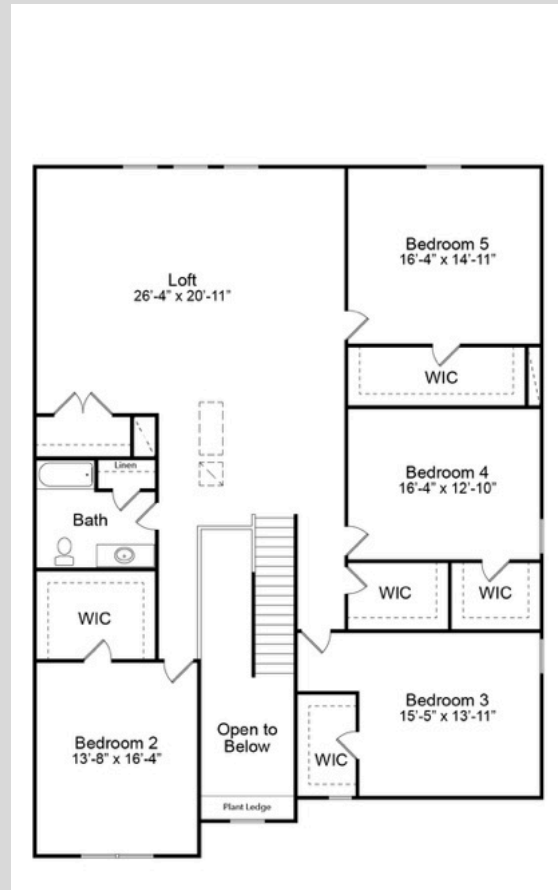 Loft
26'-4" x 20'-11"
Bedroom 5
16'-4" x 14'-11"
WIC
Linen
Bath
Bedroom 4
16'-4" x 12'-10"
WIC
WIC
WIC
Bedroom 3
15'-5" x 13'-11"
Bedroom 2
13'-8" x 16'-4"
Open to
Below
WIC
Plant Ledge